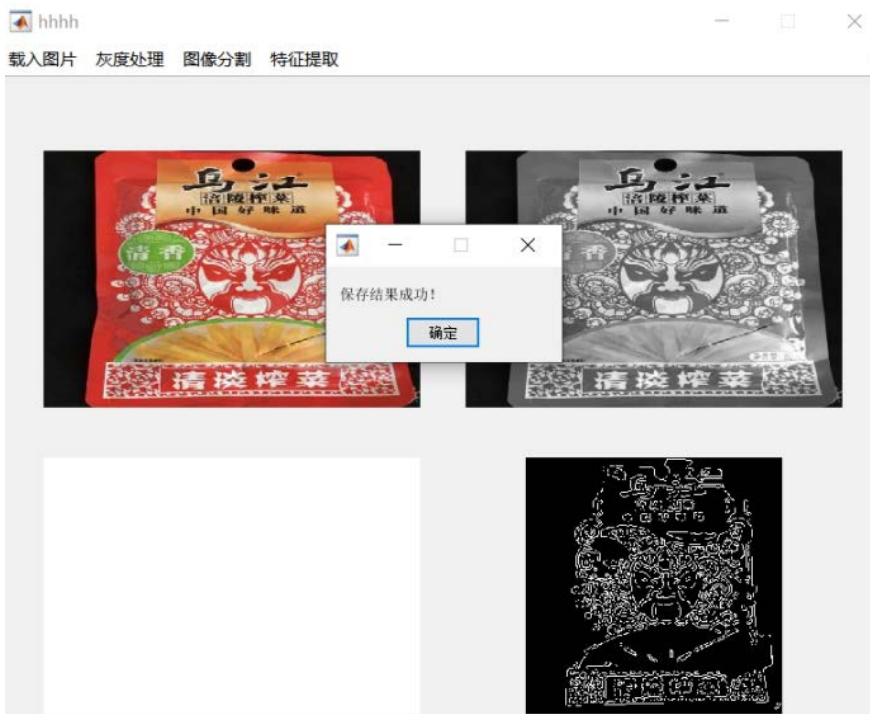 hhhh
载入图片 灰度处理 图像分割 特征提取
乌江
涪陵榨菜
中国好味道
清香
清淡榨菜
乌江
涪陵榨菜
中国好味道
清香
清淡榨菜
保存结果成功!
确定